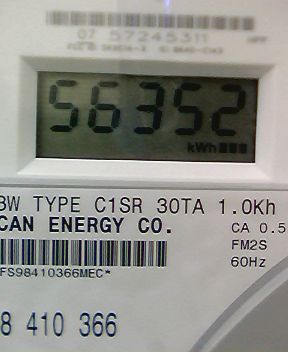 07 57245311
56352
kWh
3W TYPE C1SR 30TA 1.0Kh
CAN ENERGY CO.
CA 0.5
FM2S
60Hz
FS98410366MEC*
8 410 366